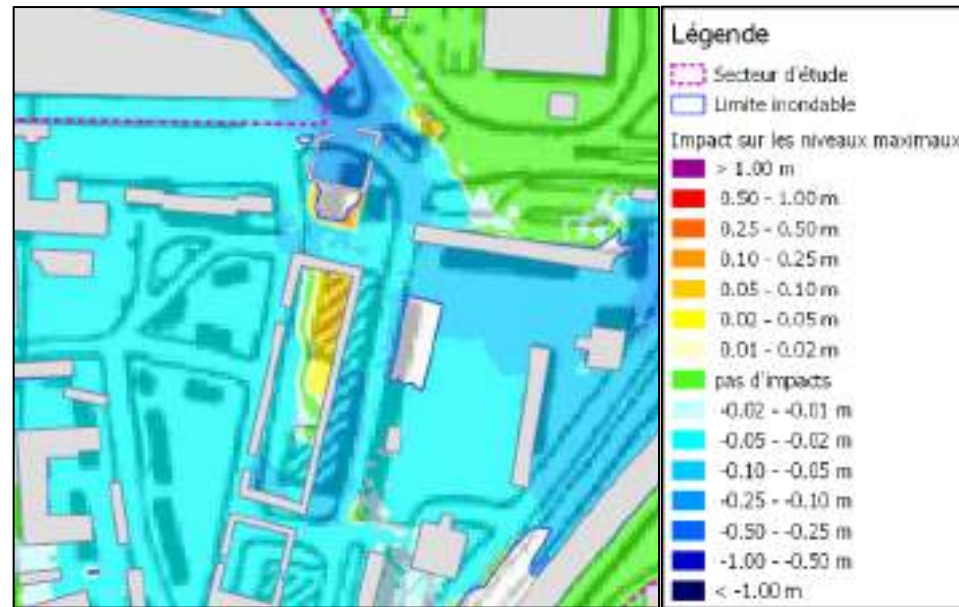 Légende
Secteur d'étude
Limite inondable
Impact sur les niveaux maximaux
> 1.00 m
0.50 - 1.00 m
0.25 - 0.50 m
0.10 - 0.25 m
0.05 - 0.10 m
0.02 - 0.05 m
0.01 - 0.02 m
pas d'impacts
-0.02 - -0.01 m
-0.05 - -0.02 m
-0.10 - -0.05 m
-0.25 - -0.10 m
-0.50 - -0.25 m
-1.00 - -0.50 m
< -1.00 m